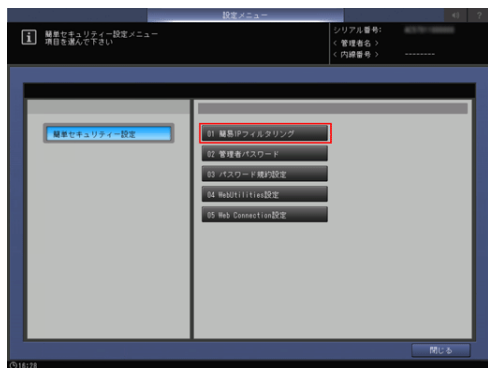 設定メニュー
?
i
簡単セキュリティー設定メニュー
項目を選んで下さい
シリアル番号:
< 管理者名 >
< 内線番号 >
--------
簡単セキュリティー設定
01 簡易IPフィルタリング
02 管理者パスワード
03 パスワード規約設定
04 WebUtilities設定
05 Web Connection設定
閉じる
16:28